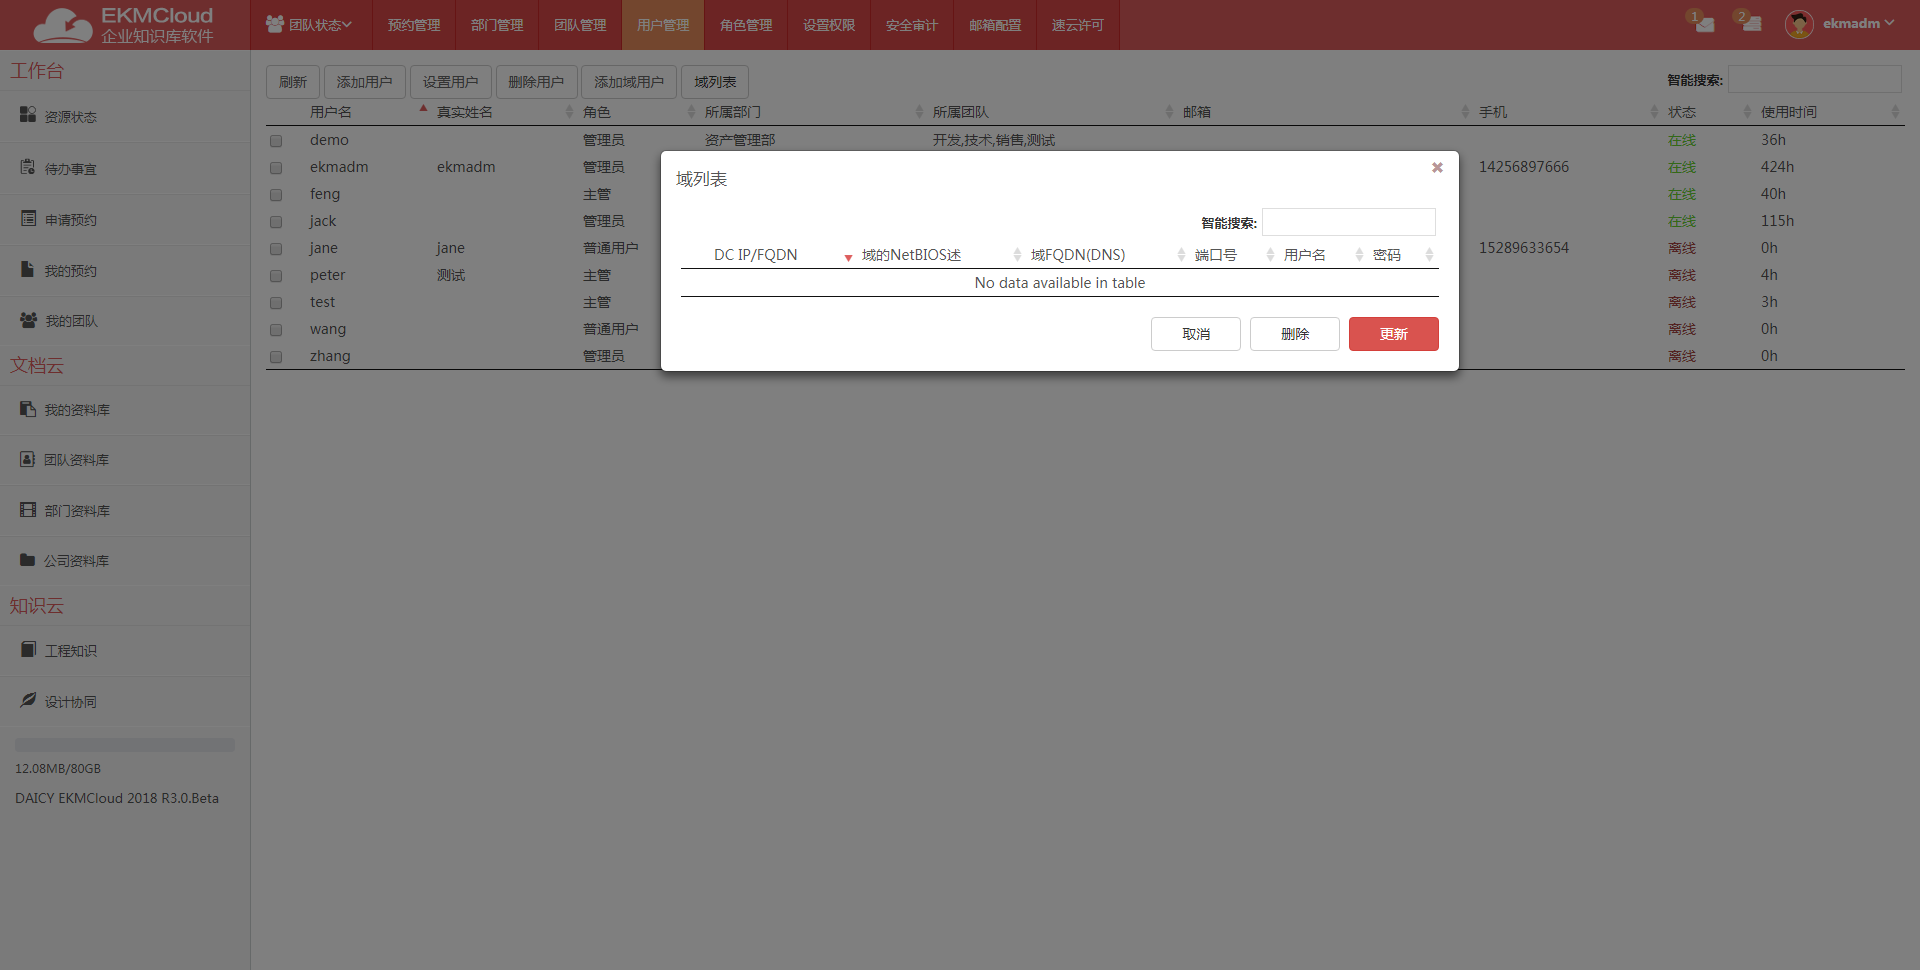 EKMCloud
企业知识库软件
团队状态 预约管理 部门管理 团队管理 用户管理 角色管理 设置权限 安全审计 邮箱配置 速云许可
1 2 ekmadm
工作台
资源状态
待办事宜
申请预约
我的预约
我的团队
文档云
我的资料库
团队资料库
部门资料库
公司资料库
知识云
工程知识
设计协同
12.08MB/80GB
DAICY EKMCloud 2018 R3.0.Beta
刷新 添加用户 设置用户 删除用户 添加域用户 域列表 智能搜索:
用户名 真实姓名 角色 所属部门 所属团队 邮箱 手机 状态 使用时间
demo 管理员 资产管理部 开发,技术,销售,测试 在线 36h
ekmadm ekmadm 管理员 14256897666 在线 424h
feng 主管 在线 40h
jack 管理员 在线 115h
jane jane 普通用户 15289633654 离线 0h
peter 测试 主管 离线 4h
test 主管 离线 3h
wang 普通用户 离线 0h
zhang 管理员 离线 0h
域列表
智能搜索:
DC IP/FQDN 域的NetBIOS述 域FQDN(DNS) 端口号 用户名 密码
No data available in table
取消 删除 更新